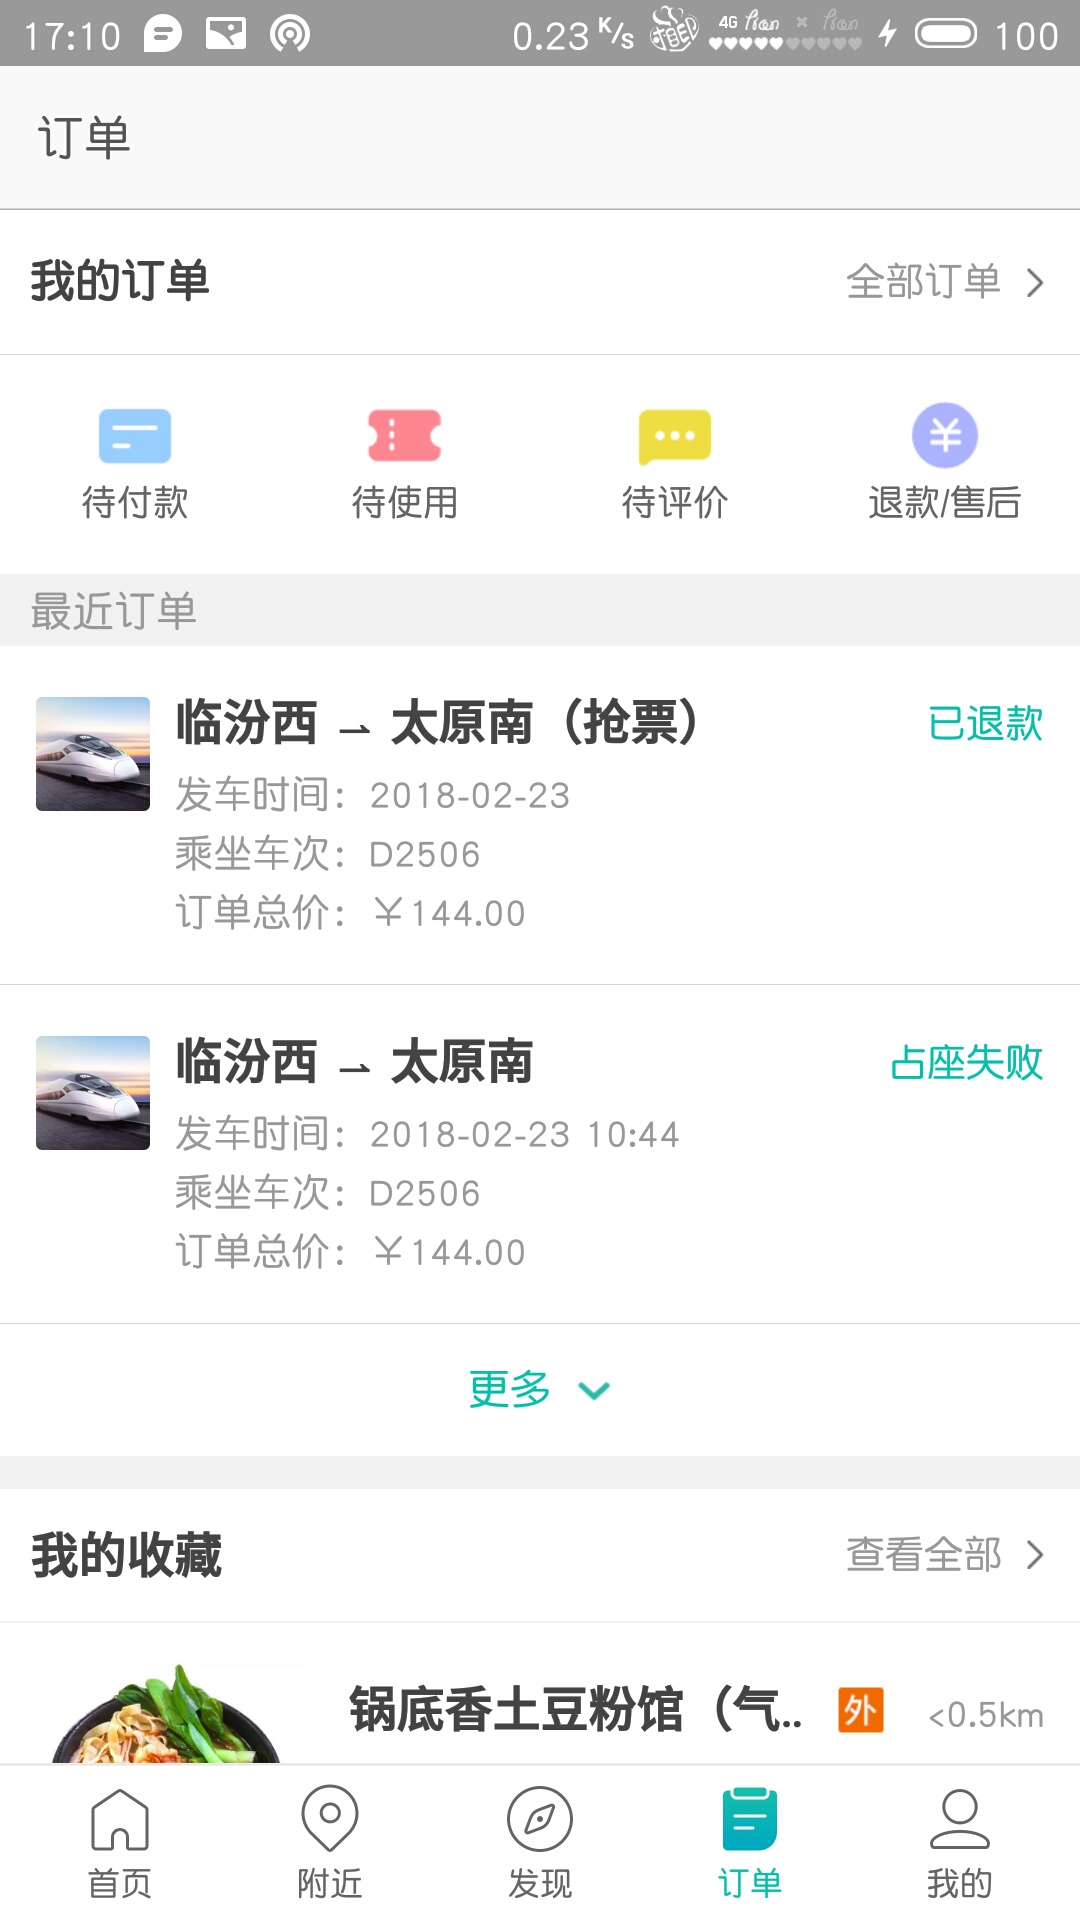 17:10 0.23 K/s 4G 100
订单
我的订单 全部订单
待付款 待使用 待评价 退款/售后
最近订单
临汾西 ⇀ 太原南（抢票） 已退款
发车时间：2018-02-23
乘坐车次：D2506
订单总价：￥144.00
临汾西 ⇀ 太原南 占座失败
发车时间：2018-02-23 10:44
乘坐车次：D2506
订单总价：￥144.00
更多
我的收藏 查看全部
锅底香土豆粉馆（气.. 外 <0.5km
首页 附近 发现 订单 我的